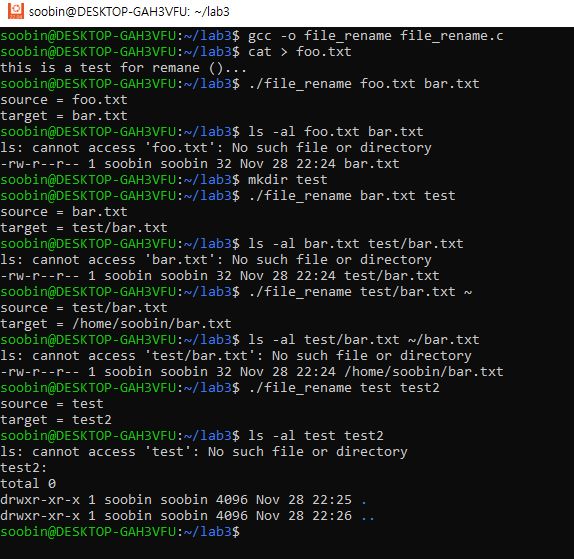 soobin@DESKTOP-GAH3VFU: ~/lab3
soobin@DESKTOP-GAH3VFU:~/lab3$ gcc -o file_rename file_rename.c
soobin@DESKTOP-GAH3VFU:~/lab3$ cat > foo.txt
this is a test for remane ()...
soobin@DESKTOP-GAH3VFU:~/lab3$ ./file_rename foo.txt bar.txt
source = foo.txt
target = bar.txt
soobin@DESKTOP-GAH3VFU:~/lab3$ ls -al foo.txt bar.txt
ls: cannot access 'foo.txt': No such file or directory
-rw-r--r-- 1 soobin soobin 32 Nov 28 22:24 bar.txt
soobin@DESKTOP-GAH3VFU:~/lab3$ mkdir test
soobin@DESKTOP-GAH3VFU:~/lab3$ ./file_rename bar.txt test
source = bar.txt
target = test/bar.txt
soobin@DESKTOP-GAH3VFU:~/lab3$ ls -al bar.txt test/bar.txt
ls: cannot access 'bar.txt': No such file or directory
-rw-r--r-- 1 soobin soobin 32 Nov 28 22:24 test/bar.txt
soobin@DESKTOP-GAH3VFU:~/lab3$ ./file_rename test/bar.txt ~
source = test/bar.txt
target = /home/soobin/bar.txt
soobin@DESKTOP-GAH3VFU:~/lab3$ ls -al test/bar.txt ~/bar.txt
ls: cannot access 'test/bar.txt': No such file or directory
-rw-r--r-- 1 soobin soobin 32 Nov 28 22:24 /home/soobin/bar.txt
soobin@DESKTOP-GAH3VFU:~/lab3$ ./file_rename test test2
source = test
target = test2
soobin@DESKTOP-GAH3VFU:~/lab3$ ls -al test test2
ls: cannot access 'test': No such file or directory
test2:
total 0
drwxr-xr-x 1 soobin soobin 4096 Nov 28 22:25 .
drwxr-xr-x 1 soobin soobin 4096 Nov 28 22:26 ..
soobin@DESKTOP-GAH3VFU:~/lab3$